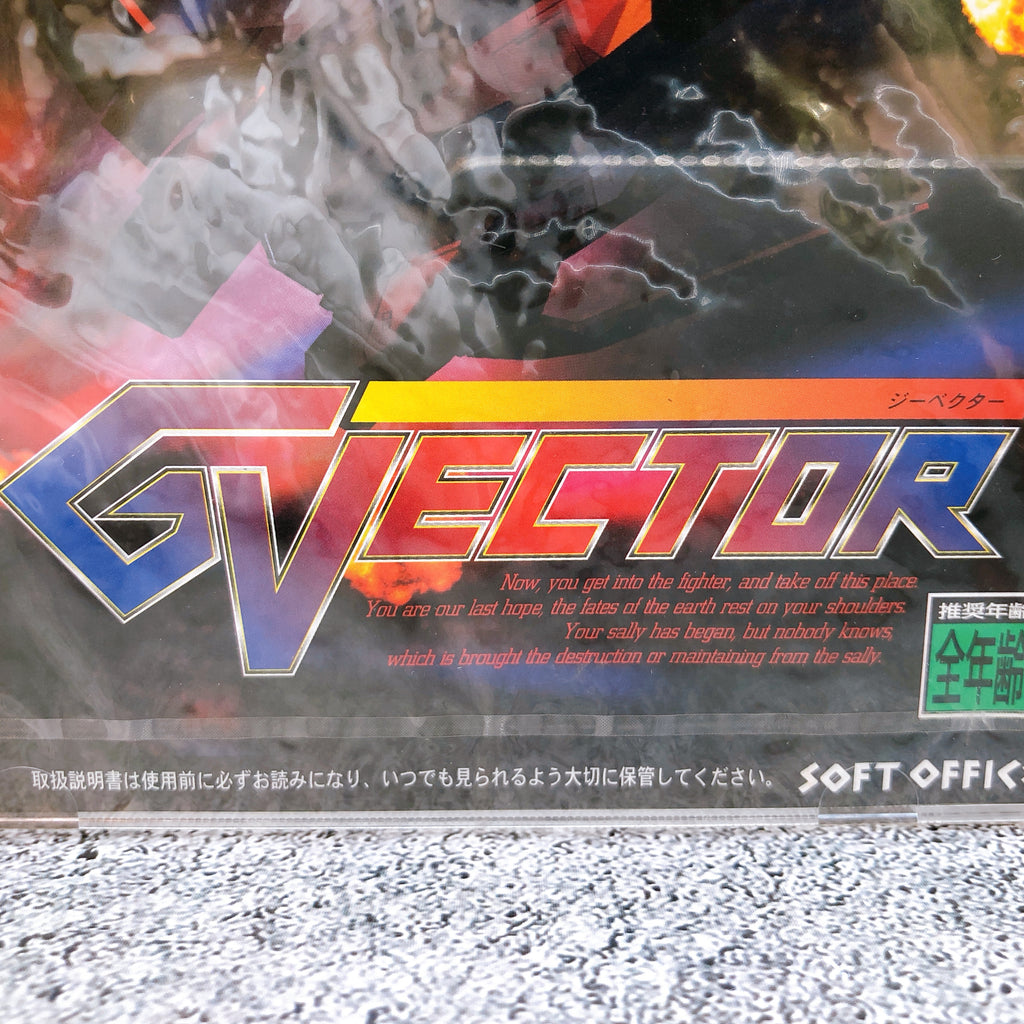 ジーベクター
GVECTOR
Now, you get into the fighter, and take off this place.
You are our last hope, the fates of the earth rest on your shoulders.
Your sally has began, but nobody knows,
which is brought the destruction or maintaining from the sally.
推奨年齢
全年齢
取扱説明書は使用前に必ずお読みになり、いつでも見られるよう大切に保管してください。
SOFT OFFIC